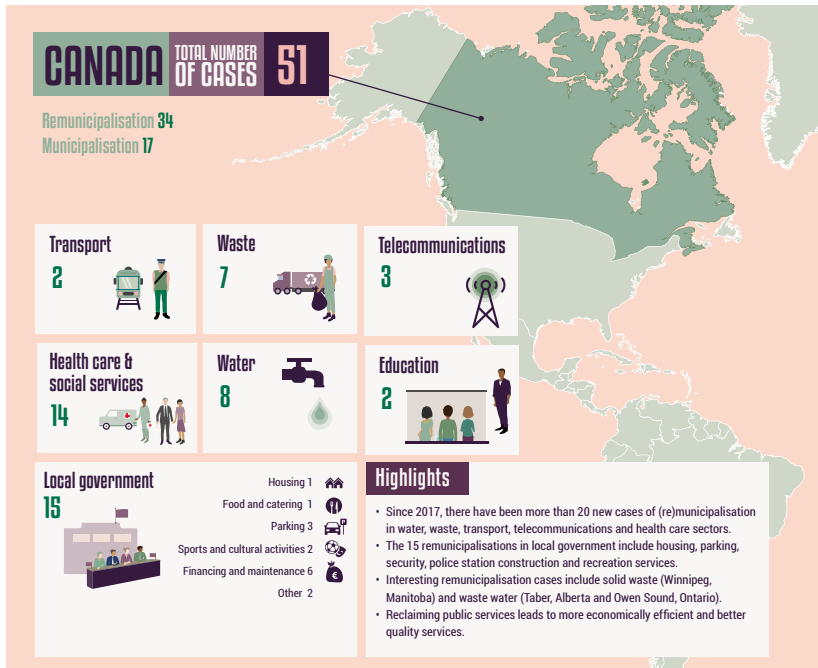 CANADA
TOTAL NUMBER
OF CASES
51
Remunicipalisation 34
Municipalisation 17
Transport
2
Waste
7
Telecommunications
3
Health care &
social services
14
Water
8
Education
2
Local government
15
Housing 1
Food and catering 1
Parking 3
Sports and cultural activities 2
Financing and maintenance 6
€
Other 2
Highlights
• Since 2017, there have been more than 20 new cases of (re)municipalisation
in water, waste, transport, telecommunications and health care sectors.
• The 15 remunicipalisations in local government include housing, parking,
security, police station construction and recreation services.
• Interesting remunicipalisation cases include solid waste (Winnipeg,
Manitoba) and waste water (Taber, Alberta and Owen Sound, Ontario).
• Reclaiming public services leads to more economically efficient and better
quality services.